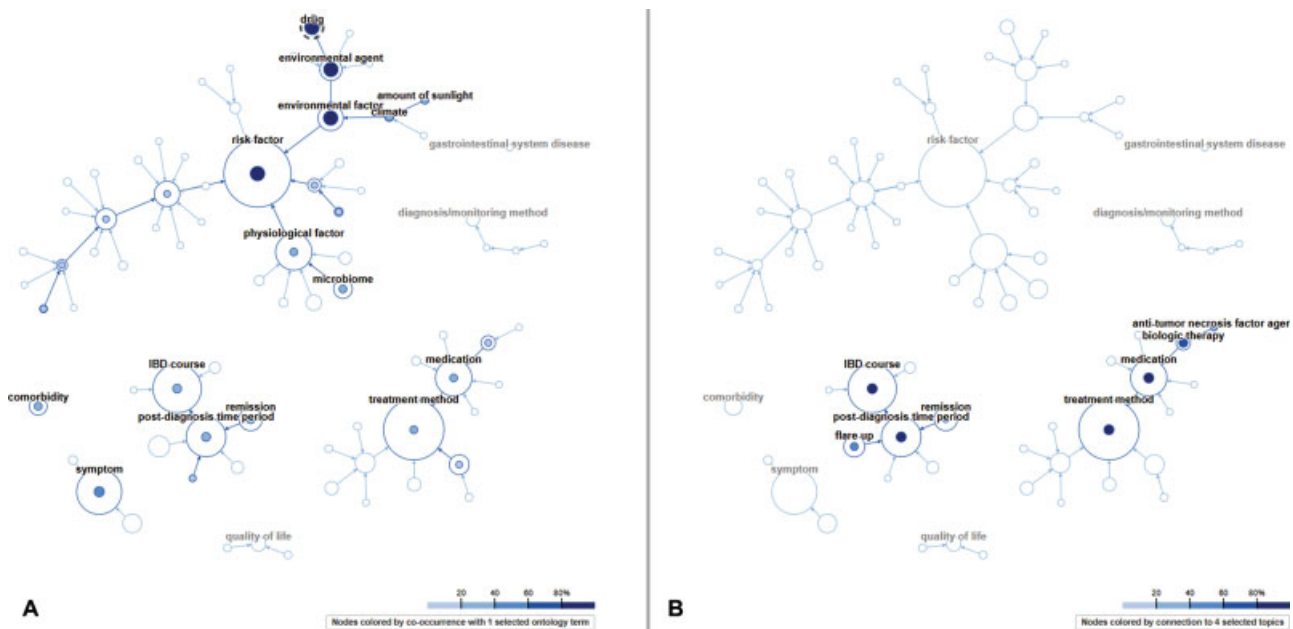 drug
environmental agent
environmental factor
amount of sunlight
climate
risk factor
gastrointestinal system disease
diagnosis/monitoring method
physiological factor
microbiome
IBD course
medication
comorbidity
remission
treatment method
post-diagnosis time period
symptom
quality of life
A
20 40 60 80%
Nodes colored by co-occurrence with 1 selected ontology term
risk factor
gastrointestinal system disease
diagnosis/monitoring method
anti-tumor necrosis factor agen
biologic therapy
IBD course
medication
comorbidity
remission
treatment method
post-diagnosis time period
flare up
symptom
quality of life
B
20 40 60 80%
Nodes colored by connection to 4 selected topics